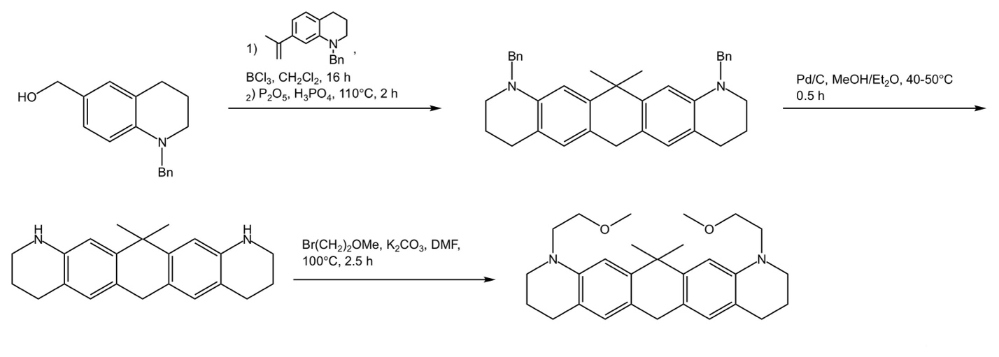 1)
N
Bn
,
BCl₃, CH₂Cl₂, 16 h
2) P₂O₅, H₃PO₄, 110°C, 2 h
HO
N
Bn
Bn
Bn
N
N
Pd/C, MeOH/Et₂O, 40-50°C
0.5 h
H
N
H
N
Br(CH₂)₂OMe, K₂CO₃, DMF,
100°C, 2.5 h
O
O
N
N